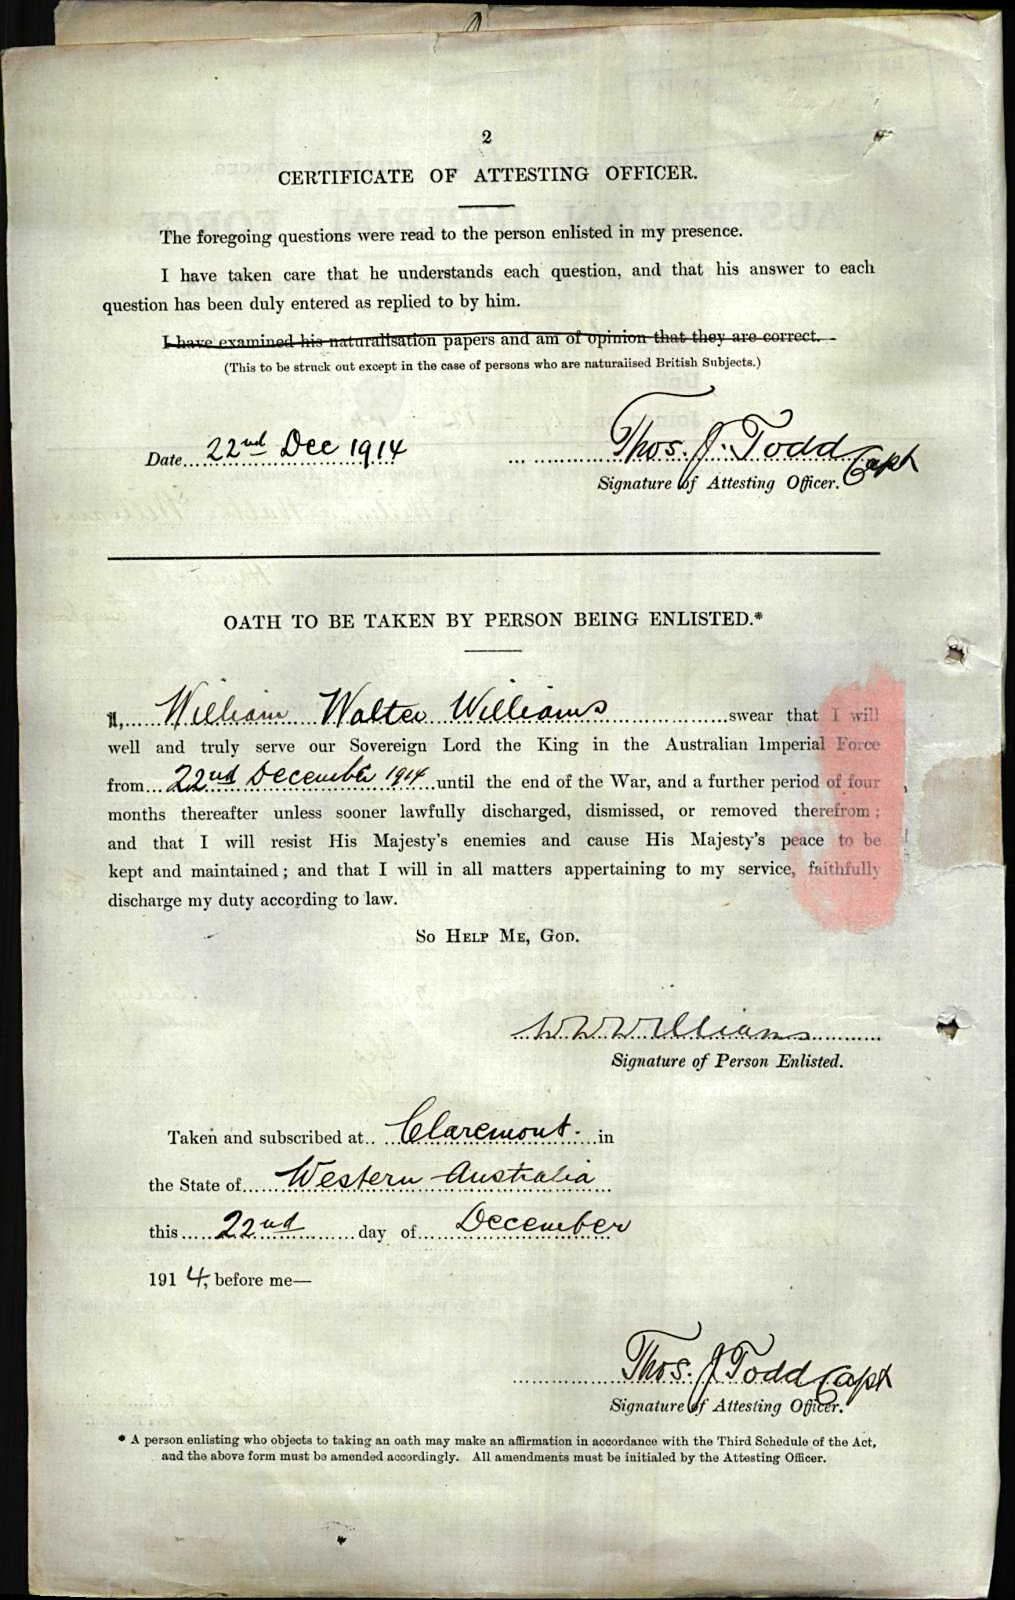 2
CERTIFICATE OF ATTESTING OFFICER.
The foregoing questions were read to the person enlisted in my presence.
I have taken care that he understands each question, and that his answer to each
question has been duly entered as replied to by him.
I have examined his naturalisation papers and am of opinion that they are correct.
(This to be struck out except in the case of persons who are naturalised British Subjects.)
Date 22nd Dec 1914 Thos. J. Todd Capt
Signature of Attesting Officer.
OATH TO BE TAKEN BY PERSON BEING ENLISTED.*
I, William Walter Williams swear that I will
well and truly serve our Sovereign Lord the King in the Australian Imperial Force
from 22nd December 1914 until the end of the War, and a further period of four
months thereafter unless sooner lawfully discharged, dismissed, or removed therefrom;
and that I will resist His Majesty's enemies and cause His Majesty's peace to be
kept and maintained; and that I will in all matters appertaining to my service, faithfully
discharge my duty according to law.
So Help Me, God.
W W Williams
Signature of Person Enlisted.
Taken and subscribed at Claremont. in
the State of Western Australia
this 22nd day of December
1914, before me—
Thos. J Todd Capt
Signature of Attesting Officer.
* A person enlisting who objects to taking an oath may make an affirmation in accordance with the Third Schedule of the Act,
and the above form must be amended accordingly. All amendments must be initialed by the Attesting Officer.